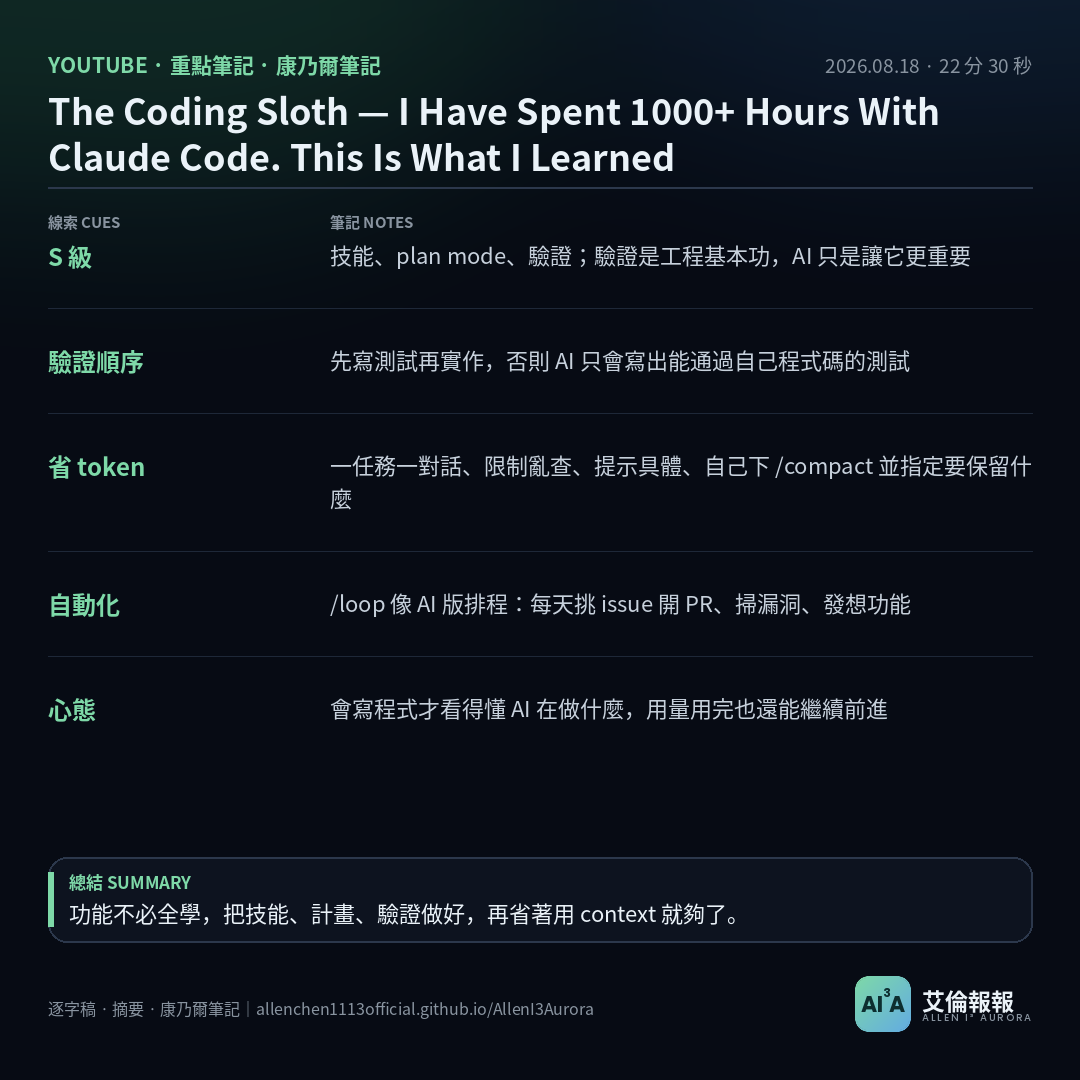 YOUTUBE · 重點筆記 · 康乃爾筆記
2026.08.18 · 22 分 30 秒
The Coding Sloth — I Have Spent 1000+ Hours With
Claude Code. This Is What I Learned
線索 CUES
筆記 NOTES
S 級
技能、plan mode、驗證；驗證是工程基本功，AI 只是讓它更重要
驗證順序
先寫測試再實作，否則 AI 只會寫出能通過自己程式碼的測試
省 token
一任務一對話、限制亂查、提示具體、自己下 /compact 並指定要保留什
麼
自動化
/loop 像 AI 版排程：每天挑 issue 開 PR、掃漏洞、發想功能
心態
會寫程式才看得懂 AI 在做什麼，用量用完也還能繼續前進
總結 SUMMARY
功能不必全學，把技能、計畫、驗證做好，再省著用 context 就夠了。
逐字稿 · 摘要 · 康乃爾筆記｜allenchen1113official.github.io/AllenI3Aurora
AI³A
艾倫報報
ALLEN I³ AURORA